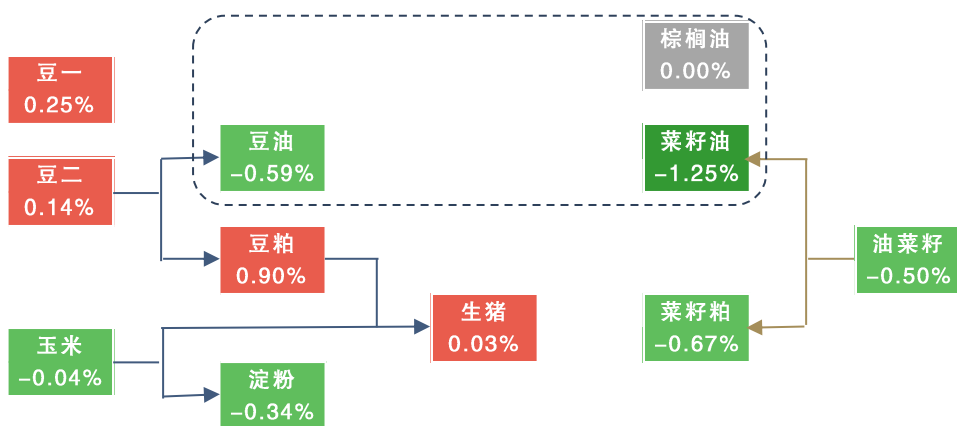 棕榈油
0.00%
豆一
0.25%
豆油
-0.59%
菜籽油
-1.25%
豆二
0.14%
豆粕
0.90%
油菜籽
-0.50%
生猪
0.03%
菜籽粕
-0.67%
玉米
-0.04%
淀粉
-0.34%